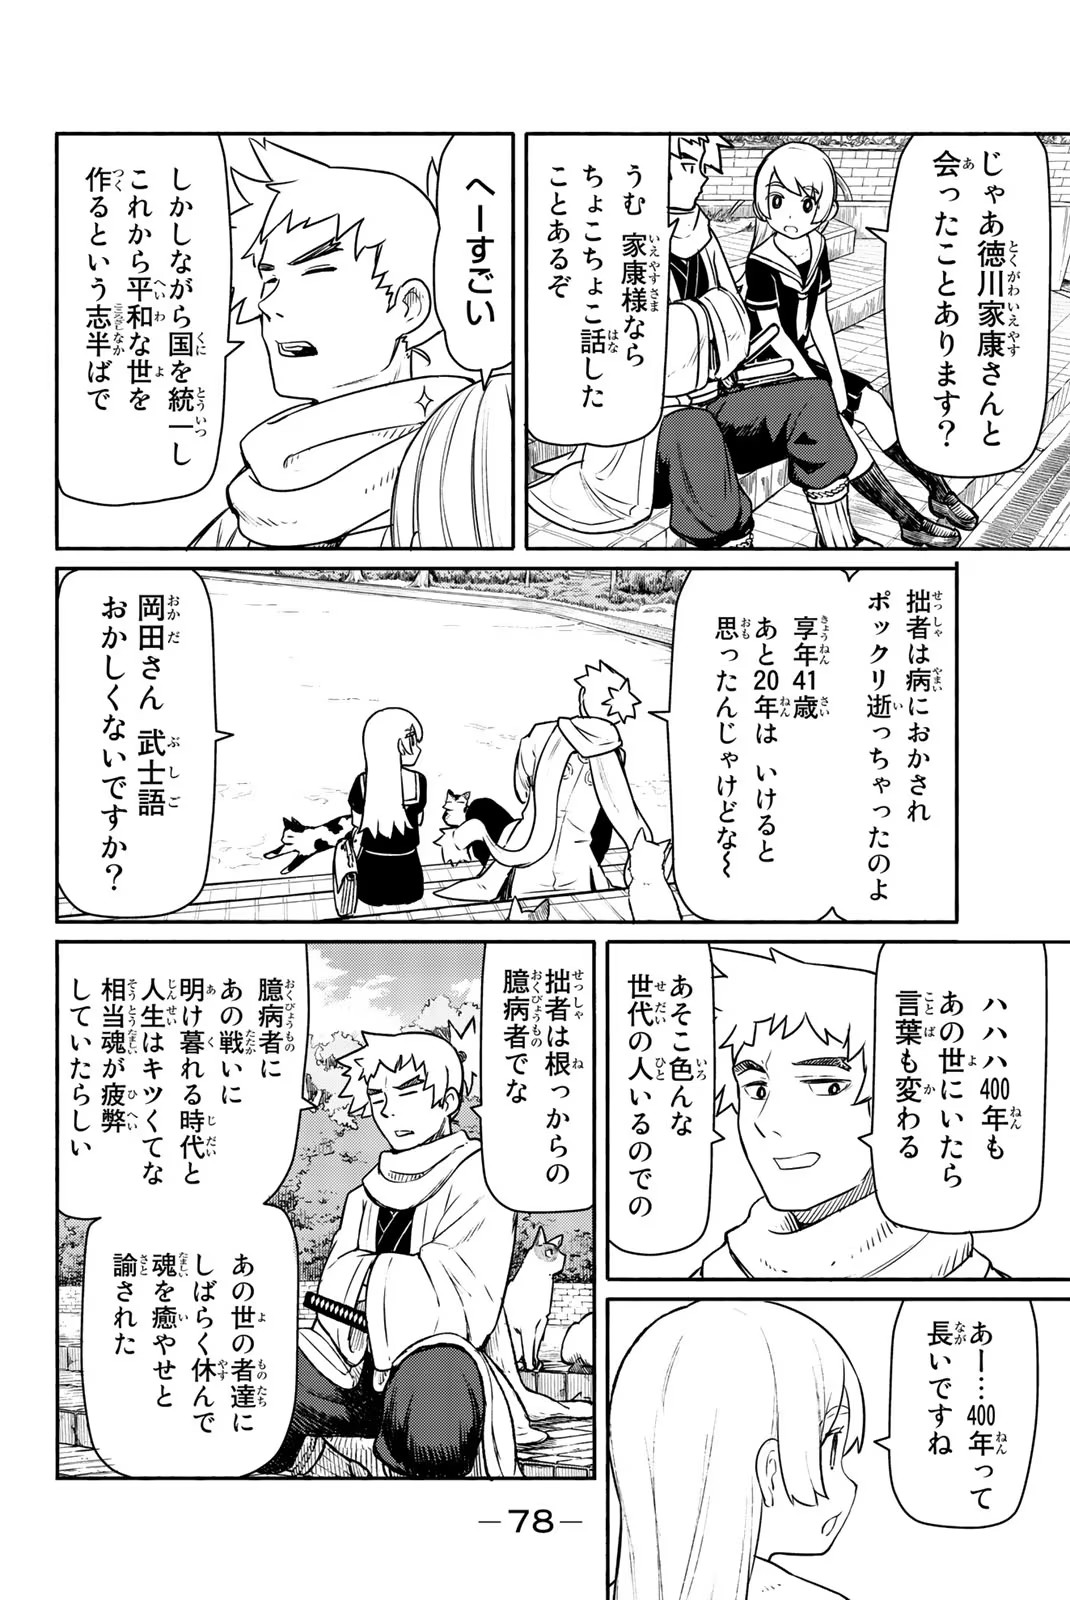 じゃあ徳川家康さんと
会ったことあります？
うむ 家康様なら
ちょこちょこ話した
ことあるぞ
へーすごい
しかしながら国を統一し
これから平和な世を
作るという志半ばで
拙者は病におかされ
ポックリ逝っちゃったのよ
享年41歳
あと20年は いけると
思ったんじゃけどな～
岡田さん 武士語
おかしくないですか？
ハハハ400年も
あの世にいたら
言葉も変わる
あそこ色んな
世代の人いるのでの
あー…400年って
長いですね
拙者は根っからの
臆病者でな
臆病者に
あの戦いに
明け暮れる時代と
人生はキツくてな
相当魂が疲弊
していたらしい
あの世の者達に
しばらく休んで
魂を癒やせと
諭された
－78－